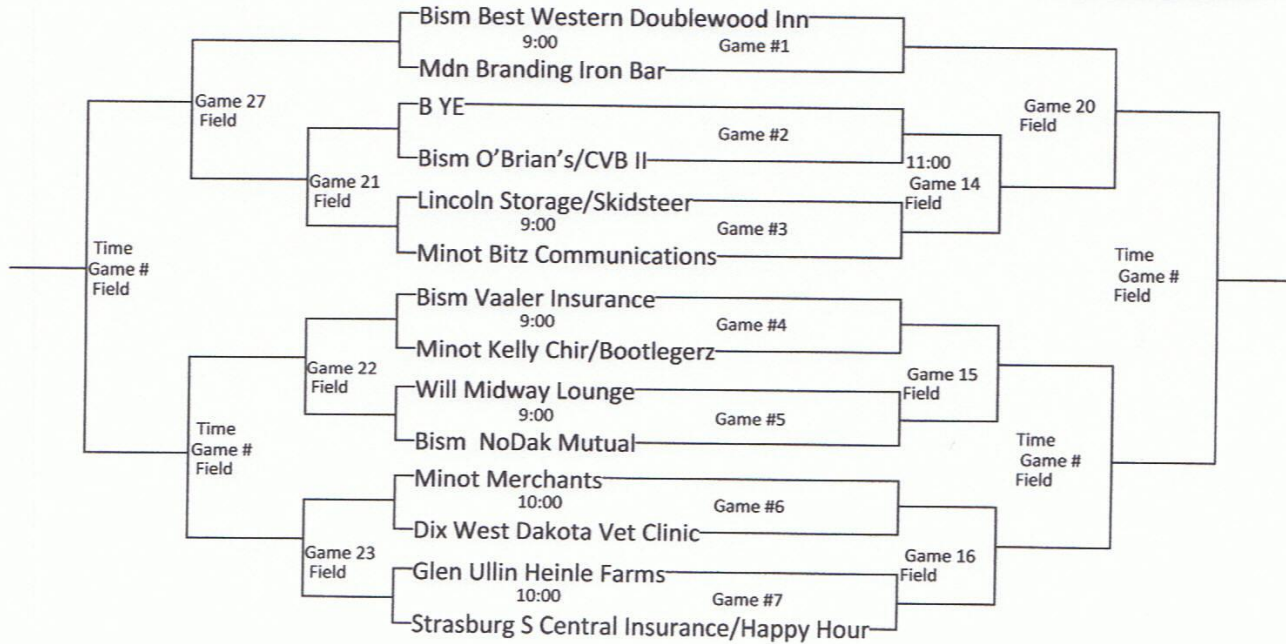 Bism Best Western Doublewood Inn
9:00 Game #1
Mdn Branding Iron Bar
Game 27
Field
Game 20
Field
B YE
Game #2
Bism O'Brian's/CVB II
11:00
Game 14
Field
Game 21
Field
Lincoln Storage/Skidsteer
9:00 Game #3
Minot Bitz Communications
Time
Game #
Field
Time
Game #
Field
Bism Vaaler Insurance
9:00 Game #4
Minot Kelly Chir/Bootlegerz
Game 22
Field
Game 15
Field
Will Midway Lounge
9:00 Game #5
Bism NoDak Mutual
Time
Game #
Field
Time
Game #
Field
Minot Merchants
10:00 Game #6
Dix West Dakota Vet Clinic
Game 23
Field
Game 16
Field
Glen Ullin Heinle Farms
10:00 Game #7
Strasburg S Central Insurance/Happy Hour